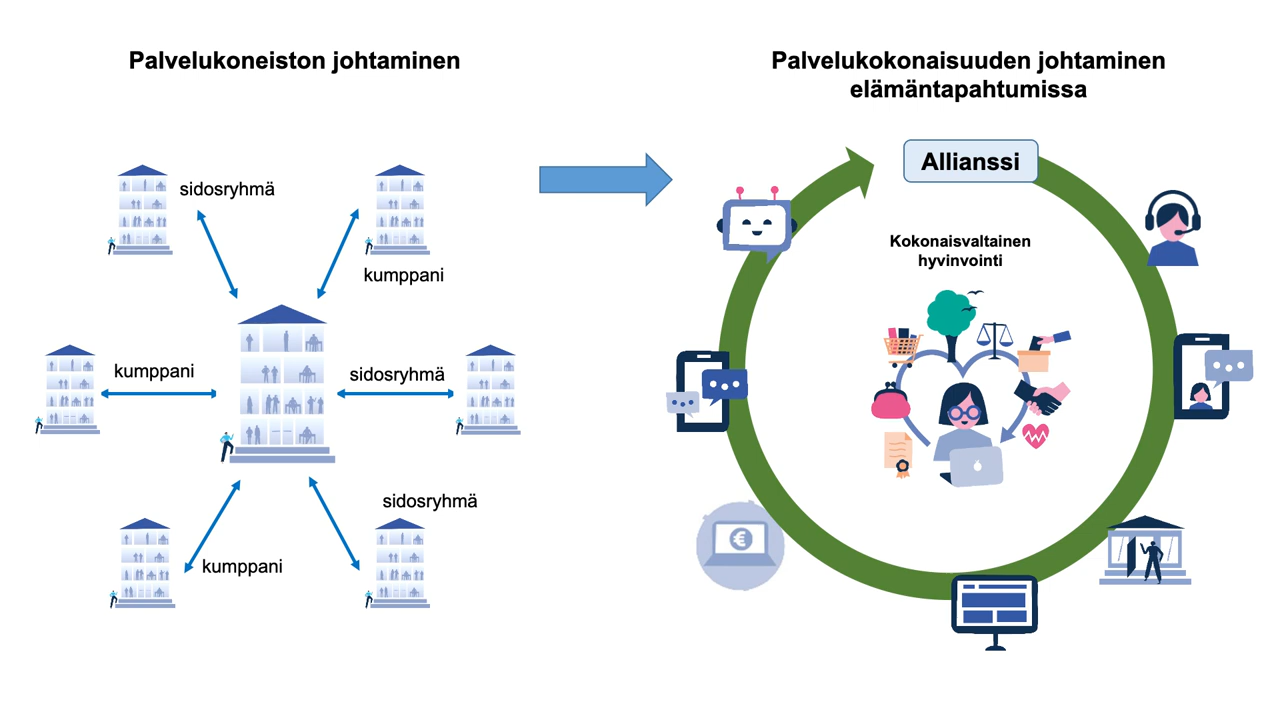 Palvelukoneiston johtaminen
Palvelukokonaisuuden johtaminen
elämäntapahtumissa
sidosryhmä
kumppani
kumppani
sidosryhmä
sidosryhmä
kumppani
Allianssi
Kokonaisvaltainen
hyvinvointi
€